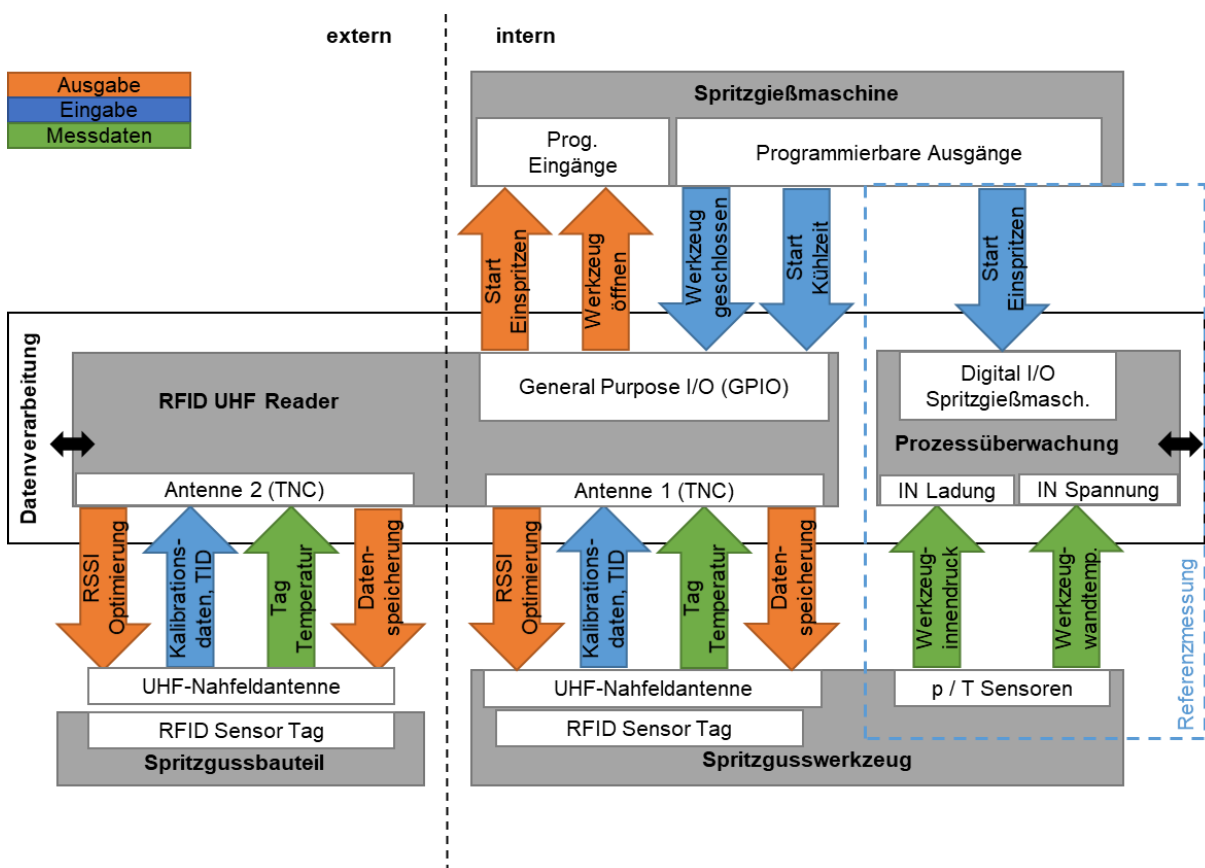 extern
intern
Ausgabe
Eingabe
Messdaten
Spritzgießmaschine
Prog.
Eingänge
Programmierbare Ausgänge
Start
Einspritzen
Werkzeug
öffnen
Werkzeug
geschlossen
Start
Kühlzeit
Start
Einspritzen
Datenverarbeitung
RFID UHF Reader
General Purpose I/O (GPIO)
Digital I/O
Spritzgießmasch.
Prozessüberwachung
Antenne 2 (TNC)
Antenne 1 (TNC)
IN Ladung
IN Spannung
RSSI
Optimierung
Kalibrations-
daten, TID
Tag
Temperatur
Daten-
speicherung
RSSI
Optimierung
Kalibrations-
daten, TID
Tag
Temperatur
Daten-
speicherung
Werkzeug-
innendruck
Werkzeug-
wandtemp.
Referenzmessung
UHF-Nahfeldantenne
UHF-Nahfeldantenne
p / T Sensoren
RFID Sensor Tag
RFID Sensor Tag
Spritzgussbauteil
Spritzgusswerkzeug